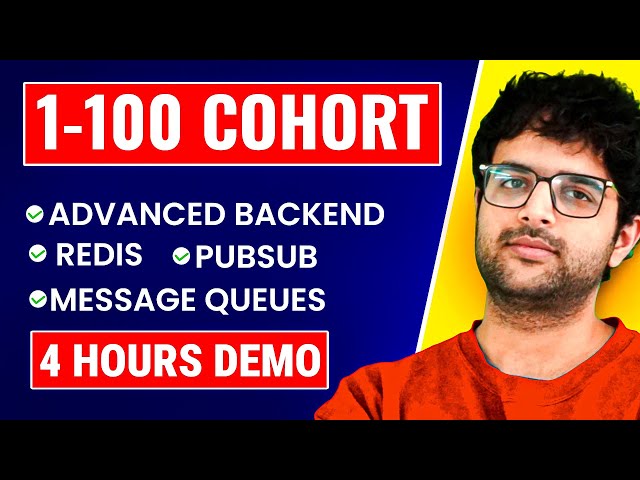 1-100 COHORT
ADVANCED BACKEND
REDIS PUBSUB
MESSAGE QUEUES
4 HOURS DEMO